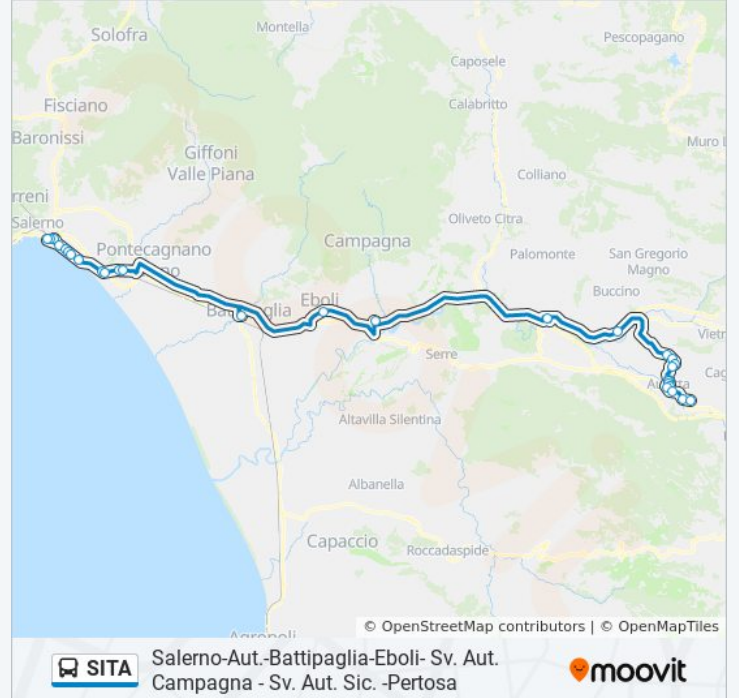 Montella
Solofra
Pescopagano
Caposele
Calabritto
Fisciano
Baronissi
Giffoni
Valle Piana
Muro L
Colliano
rreni
Salerno
Oliveto Citra
Campagna
Pontecagnano
Palomonte
San Gregorio
Magno
Buccino
Eboli
Serre
Altavilla Silentina
Albanella
Capaccio
Roccadaspide
© OpenStreetMap contributors | © OpenMapTiles
SITA
Salerno-Aut.-Battipaglia-Eboli- Sv. Aut.
Campagna - Sv. Aut. Sic. -Pertosa
moovit